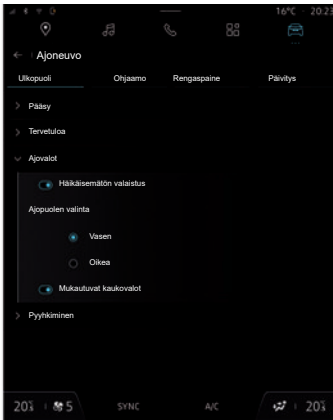 16°C 20:23
← Ajoneuvo
Ulkopuoli Ohjaamo Rengaspaine Päivitys
> Pääsy
> Tervetuloa
Ajovalot
Häikäisemätön valaistus
Ajopuolen valinta
Vasen
Oikea
Mukautuvat kaukovalot
> Pyyhkiminen
5 SYNC A/C